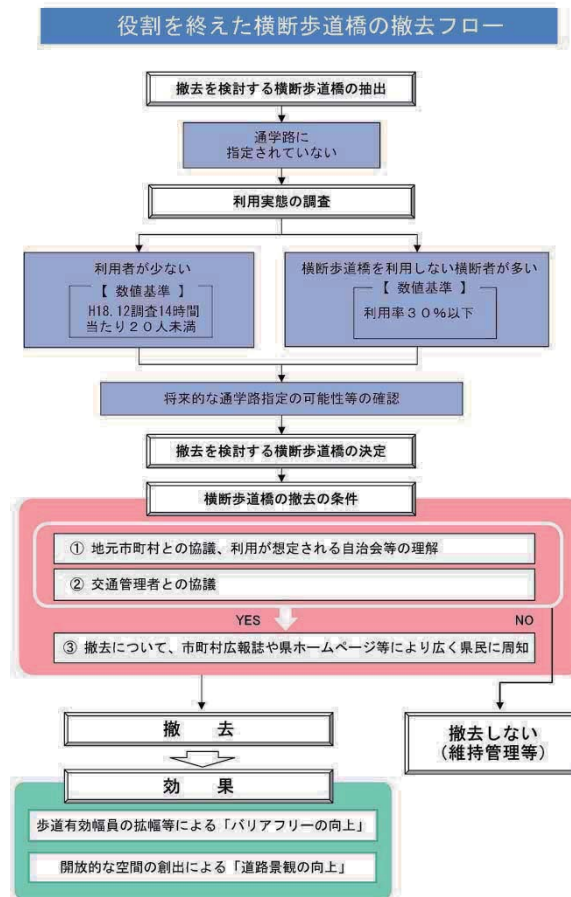 役割を終えた横断歩道橋の撤去フロー
撤去を検討する横断歩道橋の抽出
通学路に
指定されていない
利用実態の調査
利用者が少ない
【 数値基準 】
H18.12調査14時間
当たり20人未満
横断歩道橋を利用しない横断者が多い
【 数値基準 】
利用率30%以下
将来的な通学路指定の可能性等の確認
撤去を検討する横断歩道橋の決定
横断歩道橋の撤去の条件
① 地元市町村との協議、利用が想定される自治会等の理解
② 交通管理者との協議
YES
NO
③ 撤去について、市町村広報誌や県ホームページ等により広く県民に周知
撤 去
撤去しない
(維持管理等)
効 果
歩道有効幅員の拡幅等による「バリアフリーの向上」
開放的な空間の創出による「道路景観の向上」